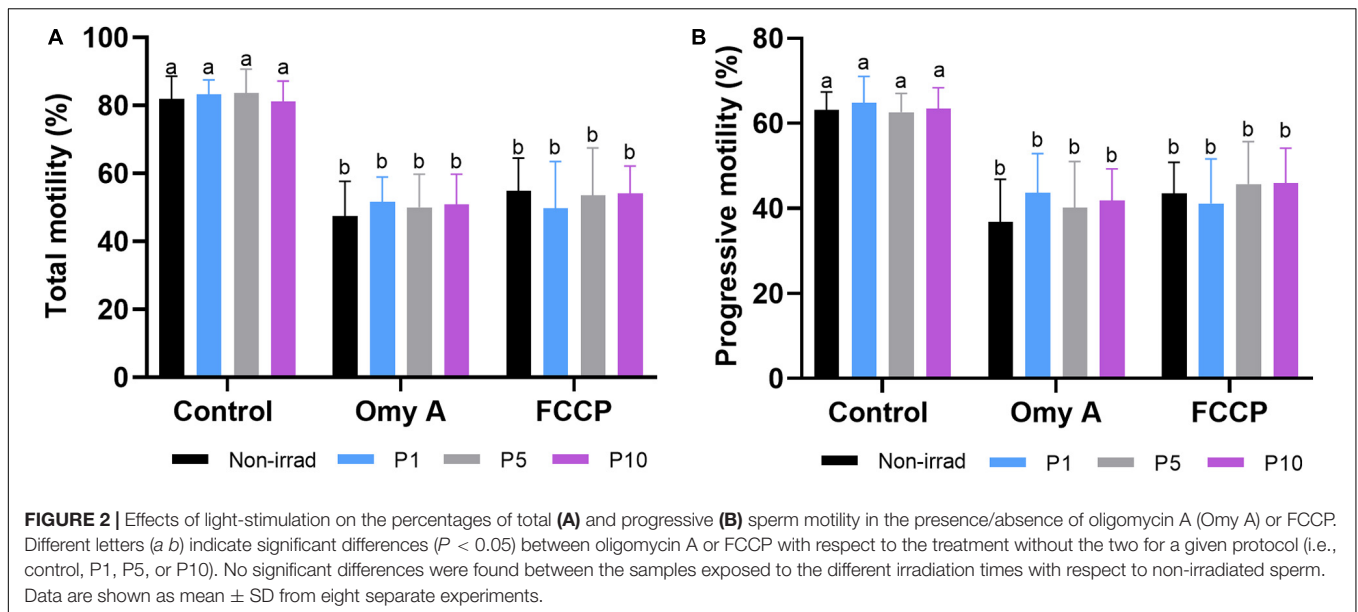 A
Total motility (%)
100
80
60
40
20
0
a a a a
b b b b
b b b b
Control Omy A FCCP
Non-irrad P1 P5 P10
B
Progressive motility (%)
80
60
40
20
0
a a a a
b b b b
b b b b
Control Omy A FCCP
Non-irrad P1 P5 P10
FIGURE 2 | Effects of light-stimulation on the percentages of total (A) and progressive (B) sperm motility in the presence/absence of oligomycin A (Omy A) or FCCP.
Different letters (a b) indicate significant differences (P < 0.05) between oligomycin A or FCCP with respect to the treatment without the two for a given protocol (i.e.,
control, P1, P5, or P10). No significant differences were found between the samples exposed to the different irradiation times with respect to non-irradiated sperm.
Data are shown as mean ± SD from eight separate experiments.